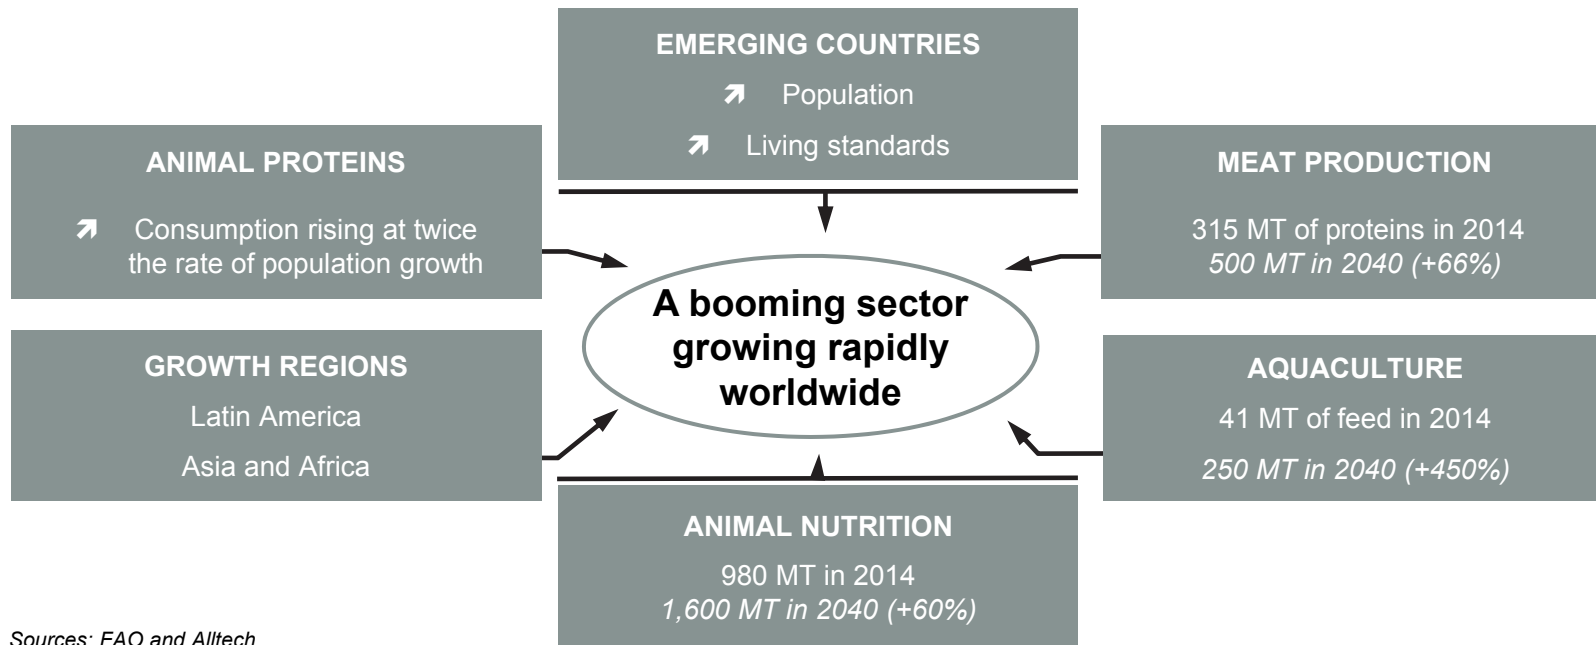 EMERGING COUNTRIES
↗ Population
↗ Living standards
ANIMAL PROTEINS
↗ Consumption rising at twice
the rate of population growth
MEAT PRODUCTION
315 MT of proteins in 2014
500 MT in 2040 (+66%)
A booming sector
growing rapidly
worldwide
GROWTH REGIONS
Latin America
Asia and Africa
AQUACULTURE
41 MT of feed in 2014
250 MT in 2040 (+450%)
ANIMAL NUTRITION
980 MT in 2014
1,600 MT in 2040 (+60%)
Sources: FAO and Alltech